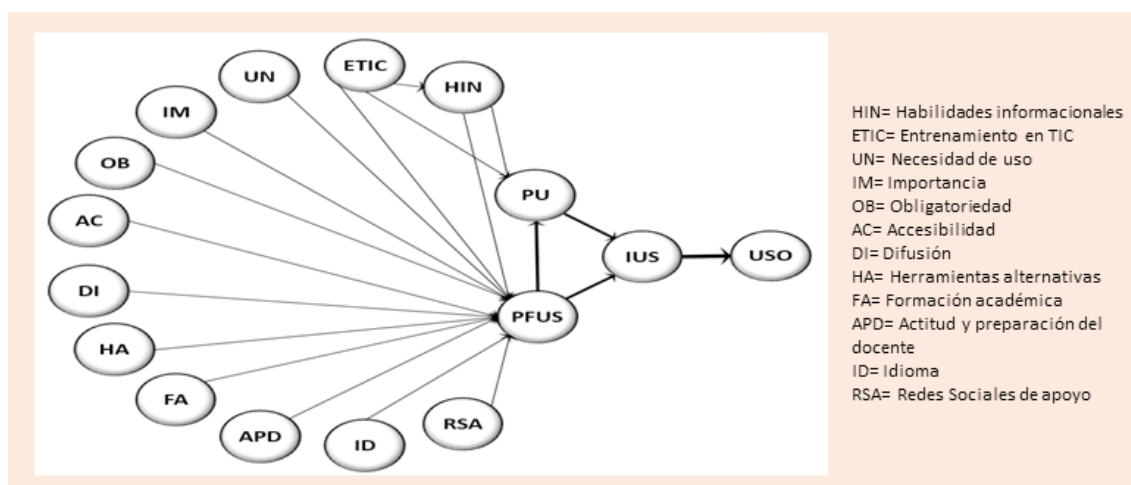 ETIC
UN
HIN
IM
OB
PU
AC
IUS
USO
DI
PFUS
HA
FA
RSA
APD
ID
HIN= Habilidades informacionales
ETIC= Entrenamiento en TIC
UN= Necesidad de uso
IM= Importancia
OB= Obligatoriedad
AC= Accesibilidad
DI= Difusión
HA= Herramientas alternativas
FA= Formación académica
APD= Actitud y preparación del
docente
ID= Idioma
RSA= Redes Sociales de apoyo